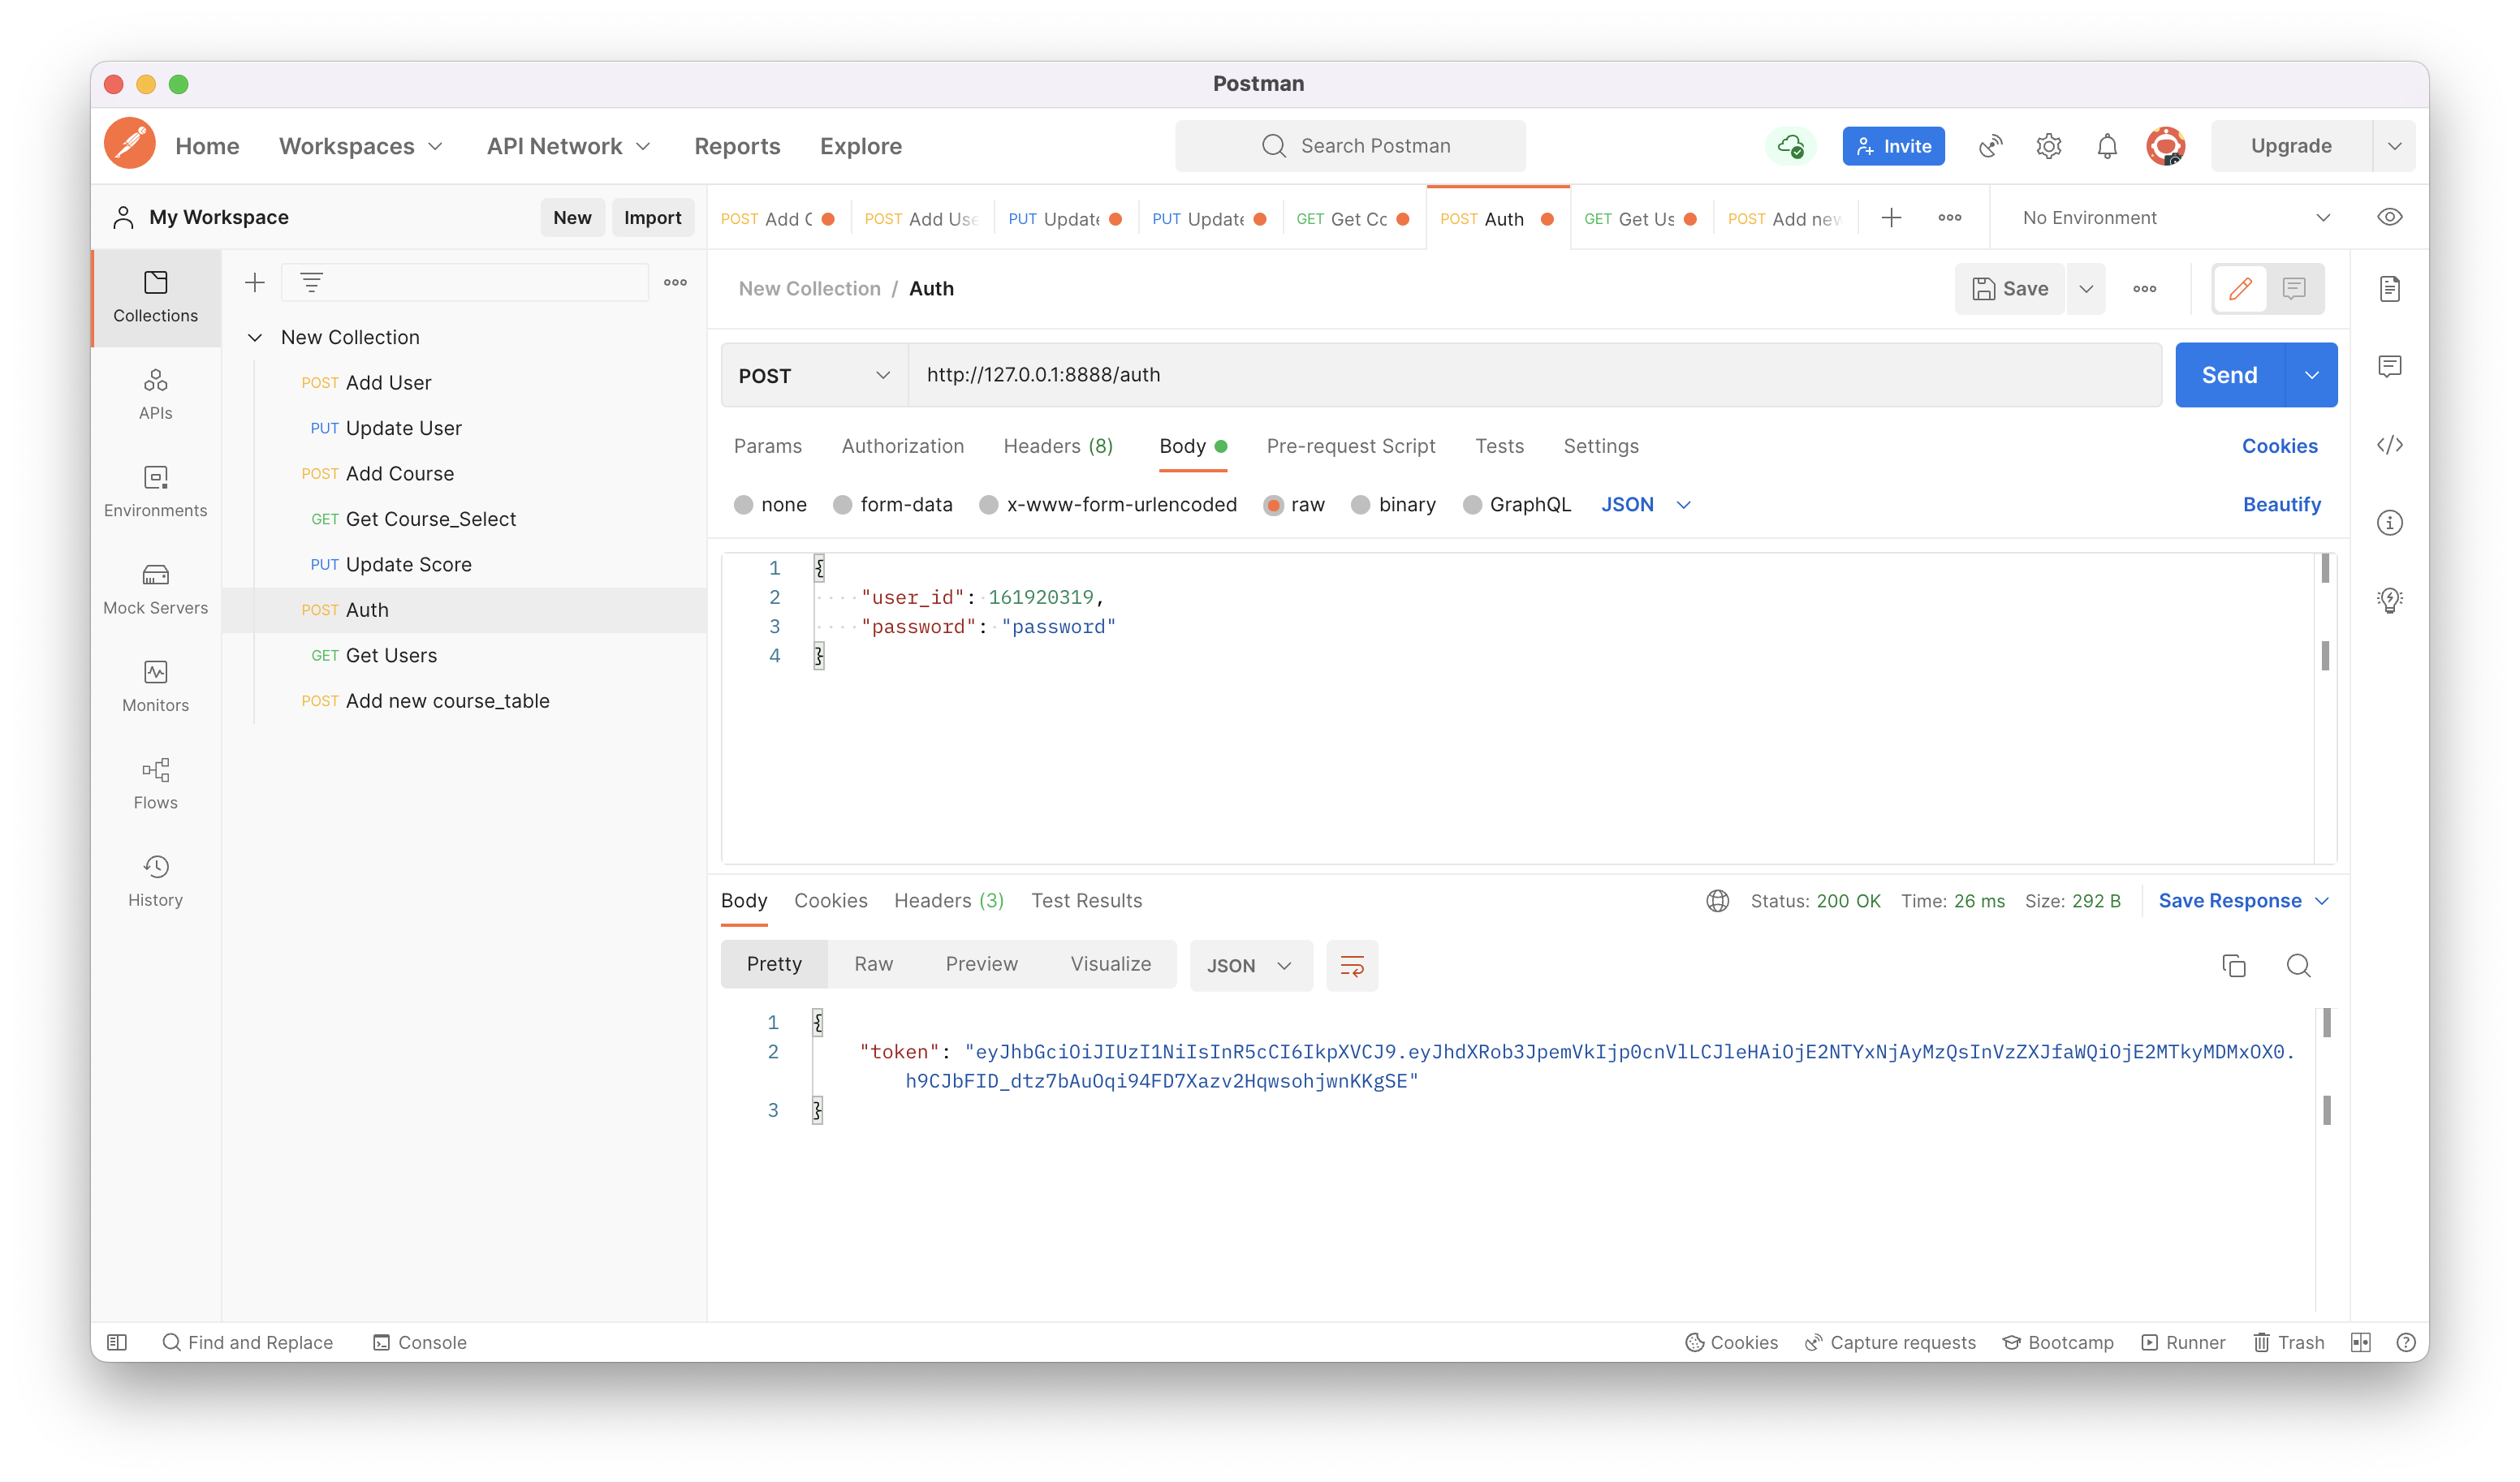 Postman
Home Workspaces API Network Reports Explore Search Postman Invite Upgrade
My Workspace New Import
POST Add C POST Add Use PUT Update PUT Update GET Get Cc POST Auth GET Get Us POST Add new No Environment
Collections
APIs
Environments
Mock Servers
Monitors
Flows
History
New Collection
POST Add User
PUT Update User
POST Add Course
GET Get Course_Select
PUT Update Score
POST Auth
GET Get Users
POST Add new course_table
New Collection / Auth Save
POST http://127.0.0.1:8888/auth Send
Params Authorization Headers (8) Body Pre-request Script Tests Settings Cookies
none form-data x-www-form-urlencoded raw binary GraphQL JSON Beautify
1 {
2 "user_id": 161920319,
3 "password": "password"
4 }
Body Cookies Headers (3) Test Results Status: 200 OK Time: 26 ms Size: 292 B Save Response
Pretty Raw Preview Visualize JSON
1 {
2 "token": "eyJhbGciOiJIUzI1NiIsInR5cCI6IkpXVCJ9.eyJhdXRob3JpemVkIjp0cnVlLCJleHAiOjE2NTYxNjAyMzQsInVzZXJfaWQiOjE2MTkyMDMxOX0.
h9CJbFID_dtz7bAuOqi94FD7Xazv2HqwsohjwnKKgSE"
3 }
Find and Replace Console Cookies Capture requests Bootcamp Runner Trash